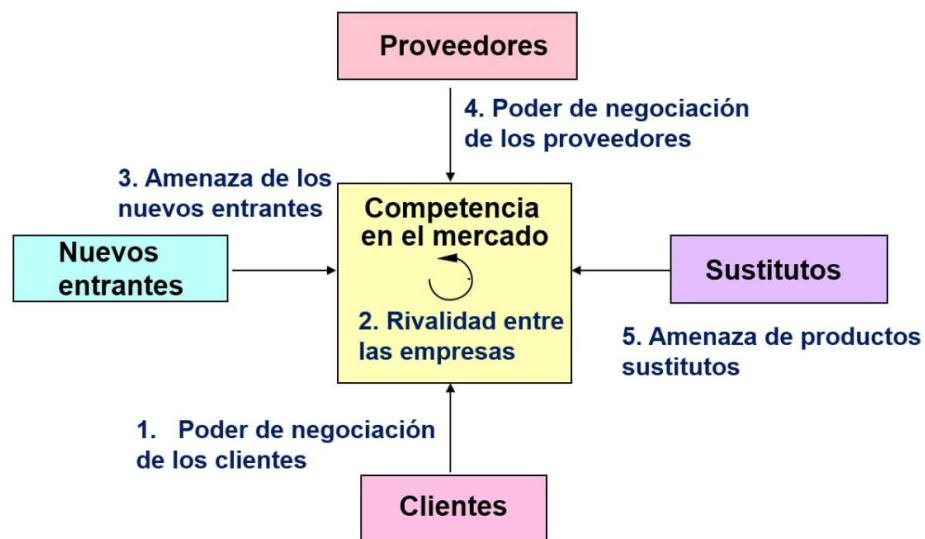 Proveedores
4. Poder de negociación
de los proveedores
3. Amenaza de los
nuevos entrantes
Competencia
en el mercado
Nuevos
entrantes
Sustitutos
2. Rivalidad entre
las empresas
5. Amenaza de productos
sustitutos
1. Poder de negociación
de los clientes
Clientes